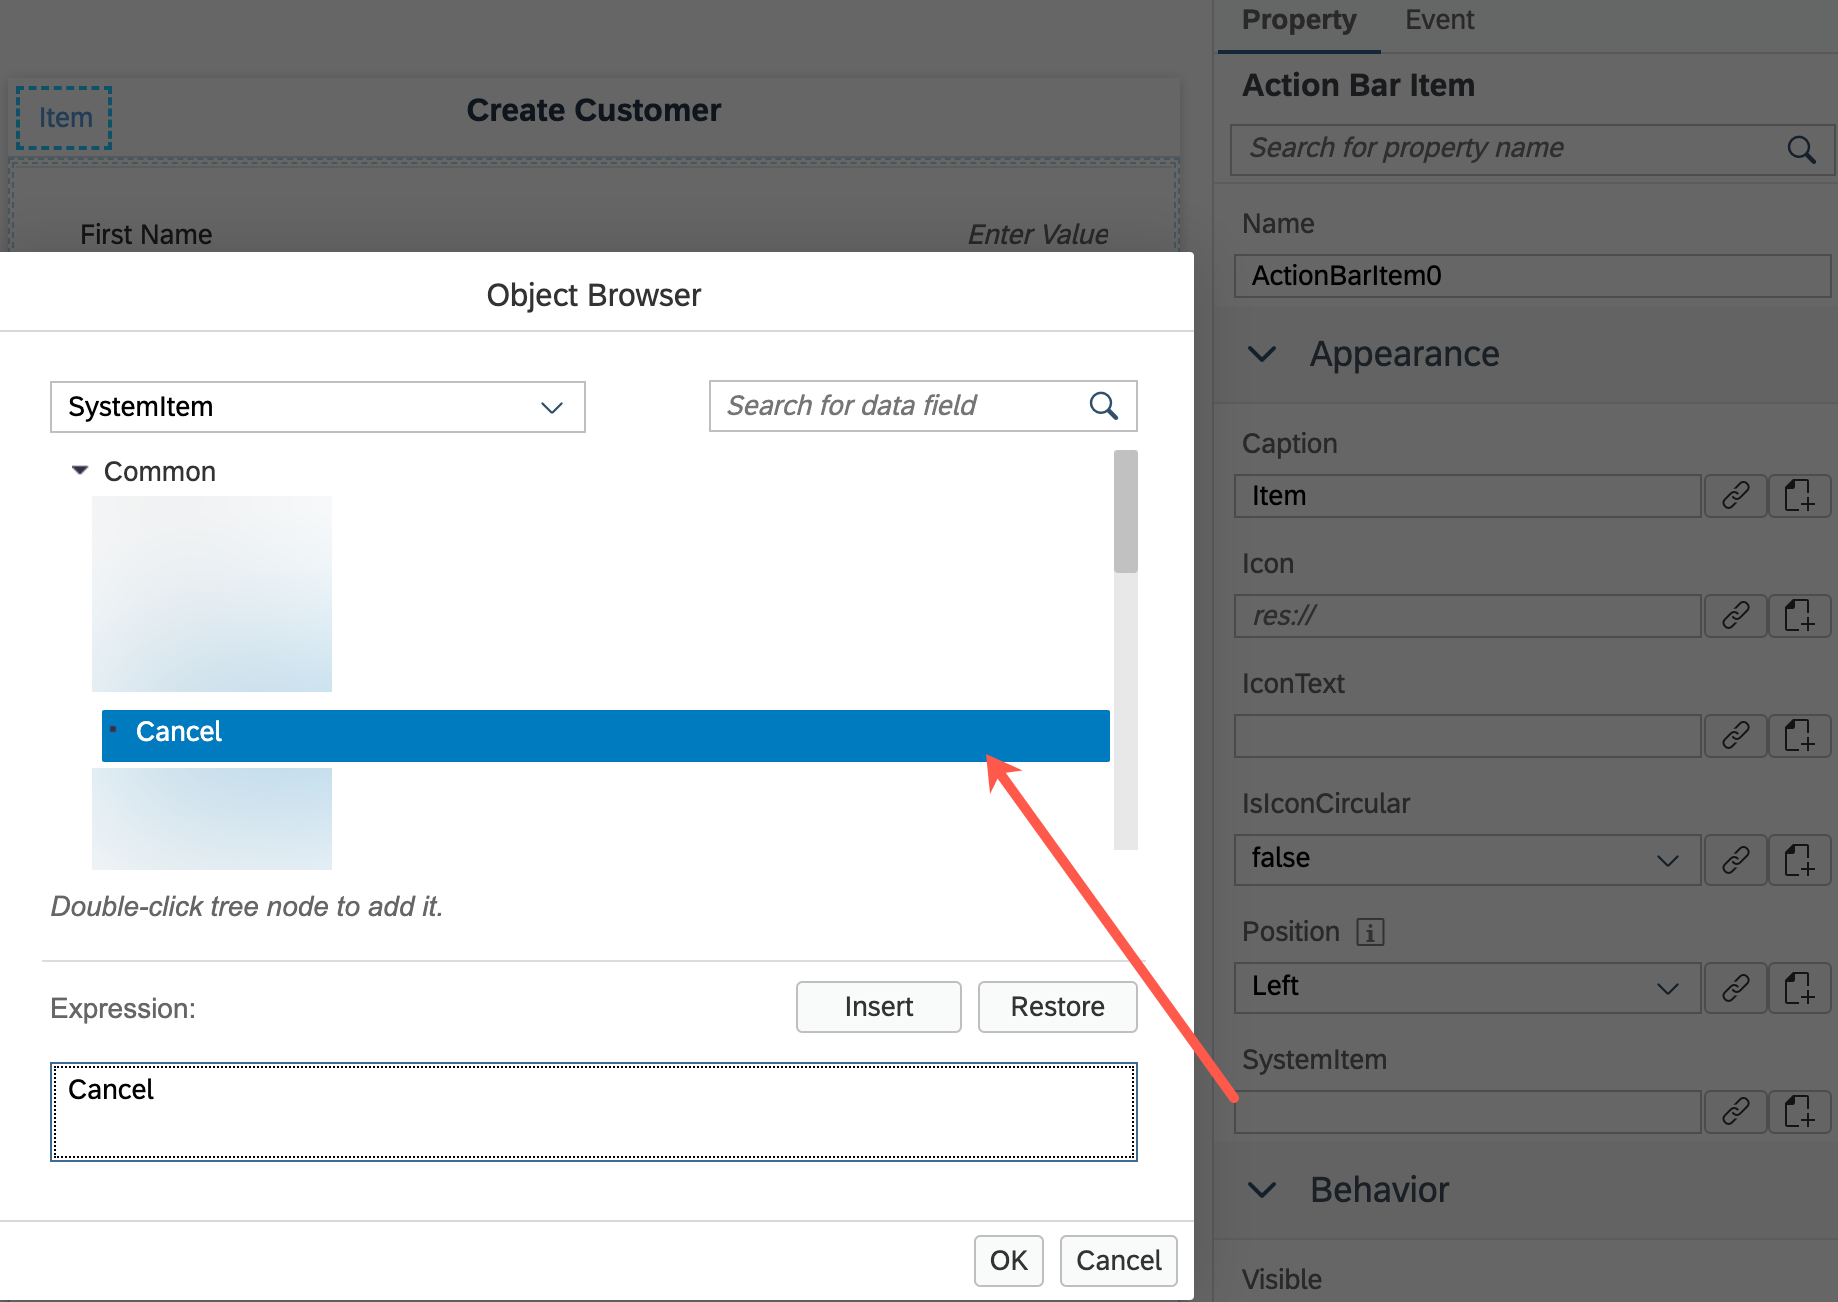 Property Event
Action Bar Item
Item
Create Customer
Search for property name
Name
First Name
Enter Value
ActionBarItem0
Object Browser
Appearance
SystemItem
Search for data field
Caption
Common
Item
Icon
res://
IconText
Cancel
IsIconCircular
false
Double-click tree node to add it.
Position
Left
Expression:
Insert
Restore
SystemItem
Cancel
Behavior
OK
Cancel
Visible